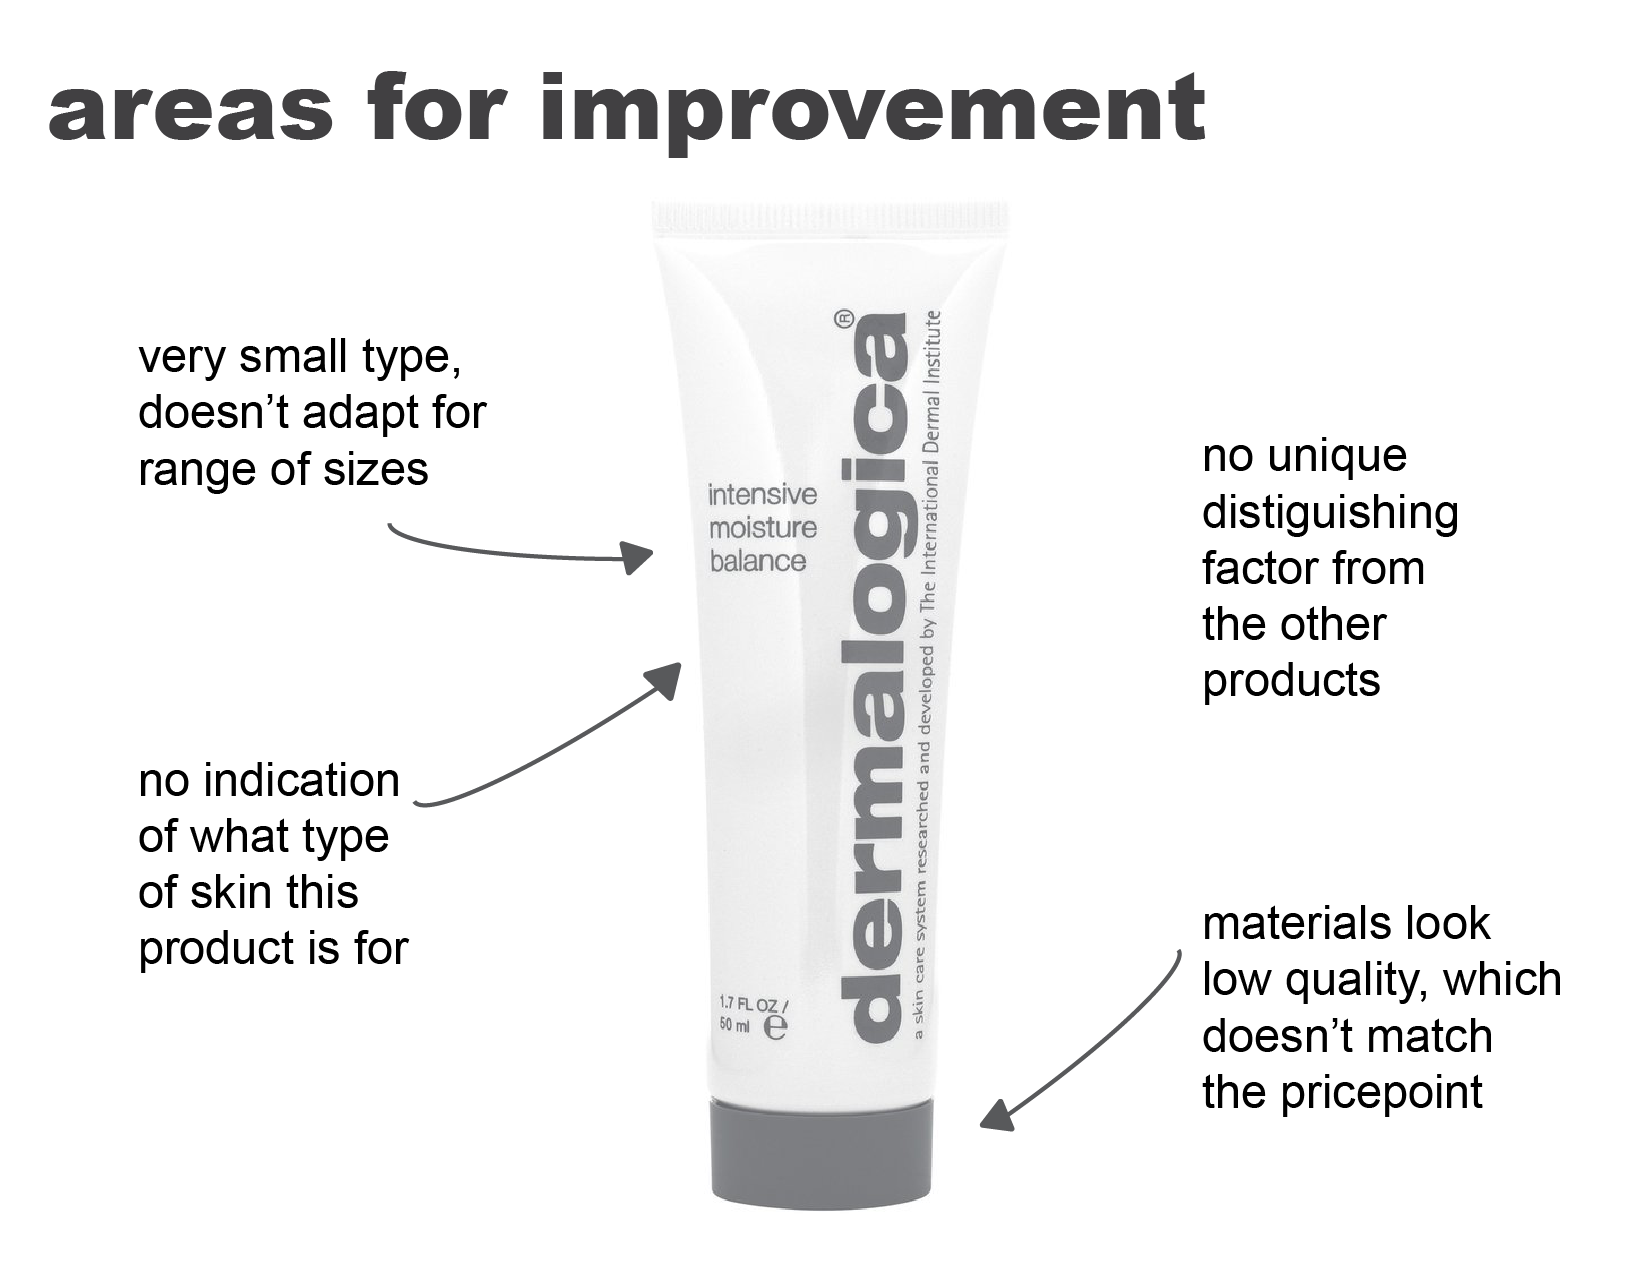 areas for improvement
very small type,
doesn’t adapt for
range of sizes
no indication
of what type
of skin this
product is for
intensive
moisture
balance
1.7 FL OZ /
50 ml e
dermalogica®
a skin care system researched and developed by The International Dermal Institute
no unique
distiguishing
factor from
the other
products
materials look
low quality, which
doesn’t match
the pricepoint